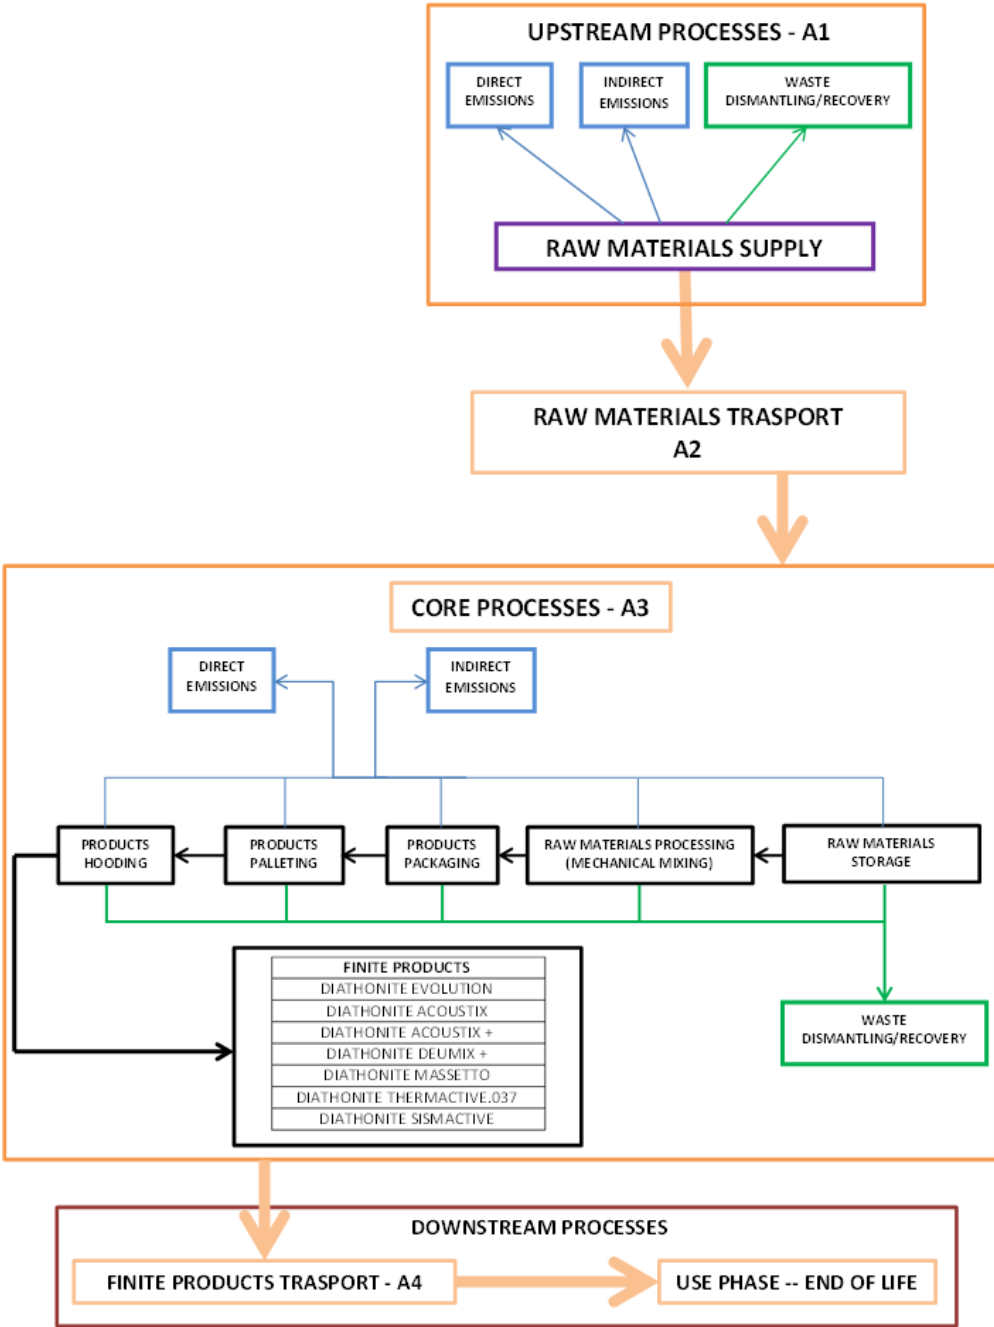 UPSTREAM PROCESSES - A1
DIRECT
EMISSIONS
INDIRECT
EMISSIONS
WASTE
DISMANTLING/RECOVERY
RAW MATERIALS SUPPLY
RAW MATERIALS TRASPORT
A2
CORE PROCESSES - A3
DIRECT
EMISSIONS
INDIRECT
EMISSIONS
PRODUCTS
HOODING
PRODUCTS
PALLETING
PRODUCTS
PACKAGING
RAW MATERIALS PROCESSING
(MECHANICAL MIXING)
RAW MATERIALS
STORAGE
FINITE PRODUCTS
DIATHONITE EVOLUTION
DIATHONITE ACOUSTIX
DIATHONITE ACOUSTIX +
DIATHONITE DEUMIX +
DIATHONITE MASSETTO
DIATHONITE THERMACTIVE.037
DIATHONITE SISMACTIVE
WASTE
DISMANTLING/RECOVERY
DOWNSTREAM PROCESSES
FINITE PRODUCTS TRASPORT - A4
USE PHASE -- END OF LIFE